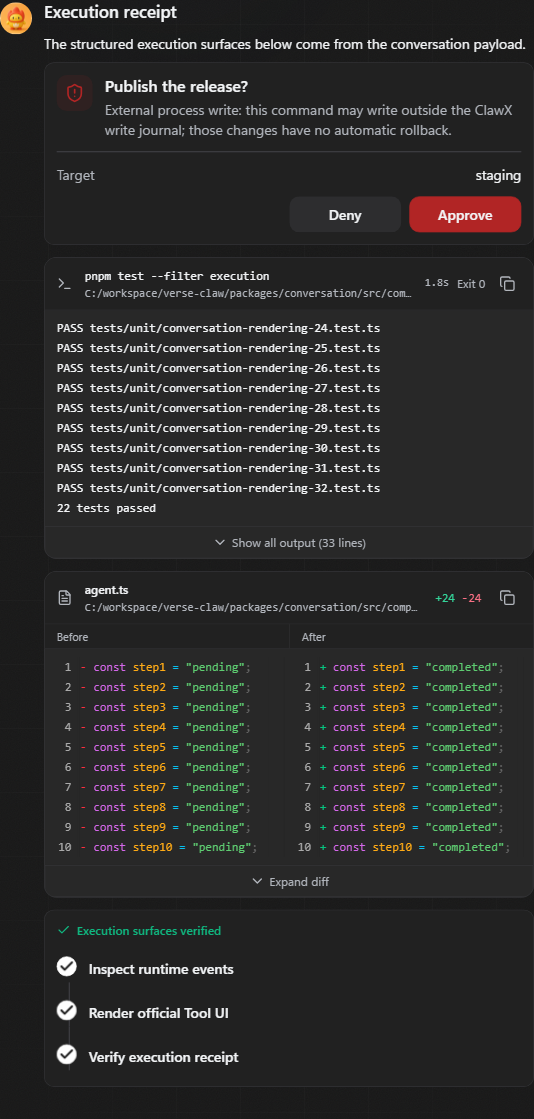 Execution receipt
The structured execution surfaces below come from the conversation payload.
Publish the release?
External process write: this command may write outside the ClawX
write journal; those changes have no automatic rollback.
Target staging
Deny Approve
pnpm test --filter execution
1.8s Exit 0
C:/workspace/verse-claw/packages/conversation/src/com…
PASS tests/unit/conversation-rendering-24.test.ts
PASS tests/unit/conversation-rendering-25.test.ts
PASS tests/unit/conversation-rendering-26.test.ts
PASS tests/unit/conversation-rendering-27.test.ts
PASS tests/unit/conversation-rendering-28.test.ts
PASS tests/unit/conversation-rendering-29.test.ts
PASS tests/unit/conversation-rendering-30.test.ts
PASS tests/unit/conversation-rendering-31.test.ts
PASS tests/unit/conversation-rendering-32.test.ts
22 tests passed
Show all output (33 lines)
agent.ts
+24 -24
C:/workspace/verse-claw/packages/conversation/src/comp…
Before After
1 - const step1 = "pending"; 1 + const step1 = "completed";
2 - const step2 = "pending"; 2 + const step2 = "completed";
3 - const step3 = "pending"; 3 + const step3 = "completed";
4 - const step4 = "pending"; 4 + const step4 = "completed";
5 - const step5 = "pending"; 5 + const step5 = "completed";
6 - const step6 = "pending"; 6 + const step6 = "completed";
7 - const step7 = "pending"; 7 + const step7 = "completed";
8 - const step8 = "pending"; 8 + const step8 = "completed";
9 - const step9 = "pending"; 9 + const step9 = "completed";
10 - const step10 = "pending"; 10 + const step10 = "completed";
Expand diff
Execution surfaces verified
Inspect runtime events
Render official Tool UI
Verify execution receipt